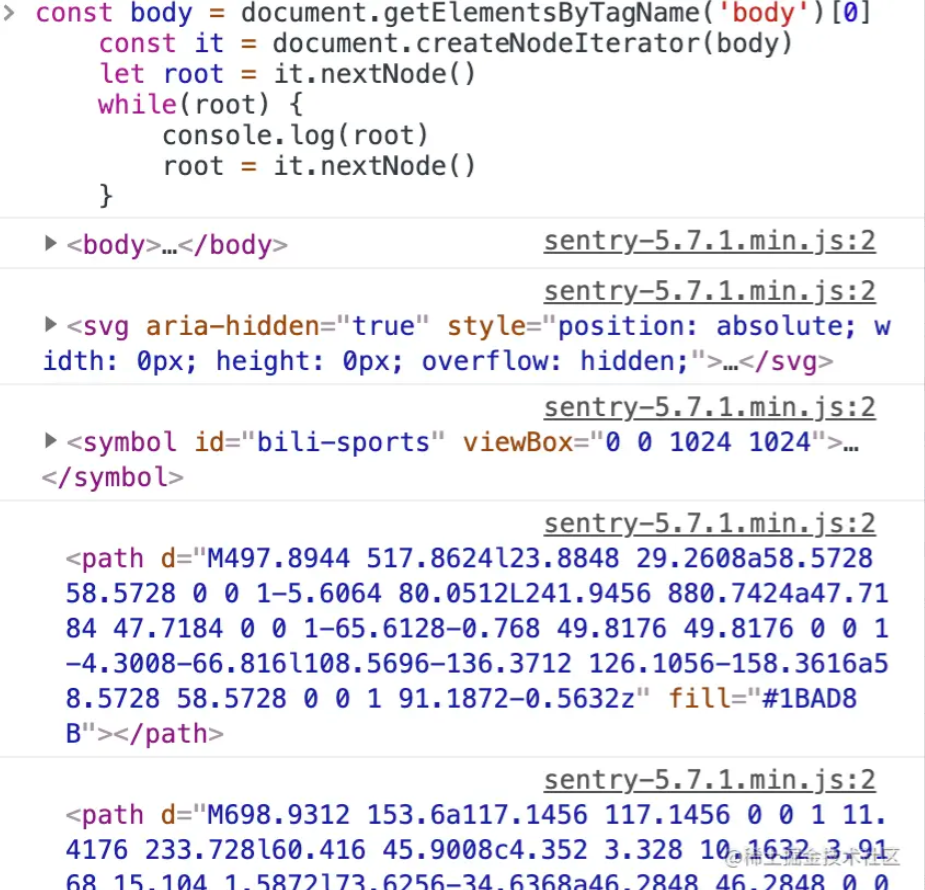 > const body = document.getElementsByTagName('body')[0]
const it = document.createNodeIterator(body)
let root = it.nextNode()
while(root) {
console.log(root)
root = it.nextNode()
}
▶ <body>…</body> sentry-5.7.1.min.js:2
sentry-5.7.1.min.js:2
▶ <svg aria-hidden="true" style="position: absolute; w
idth: 0px; height: 0px; overflow: hidden;">…</svg>
sentry-5.7.1.min.js:2
▶ <symbol id="bili-sports" viewBox="0 0 1024 1024">…
</symbol>
sentry-5.7.1.min.js:2
<path d="M497.8944 517.8624l23.8848 29.2608a58.5728
58.5728 0 0 1-5.6064 80.0512L241.9456 880.7424a47.71
84 47.7184 0 0 1-65.6128-0.768 49.8176 49.8176 0 0 1
-4.3008-66.816l108.5696-136.3712 126.1056-158.3616a5
8.5728 58.5728 0 0 1 91.1872-0.5632z" fill="#1BAD8
B"></path>
sentry-5.7.1.min.js:2
<path d="M698.9312 153.6a117.1456 117.1456 0 0 1 11.
4176 233.728l60.416 45.9008c4.352 3.328 10.1632 3.91
68 15.104 1.5872l73.6256-34.6368a46.2848 46.2848 0 0
@稀土掘金技术社区